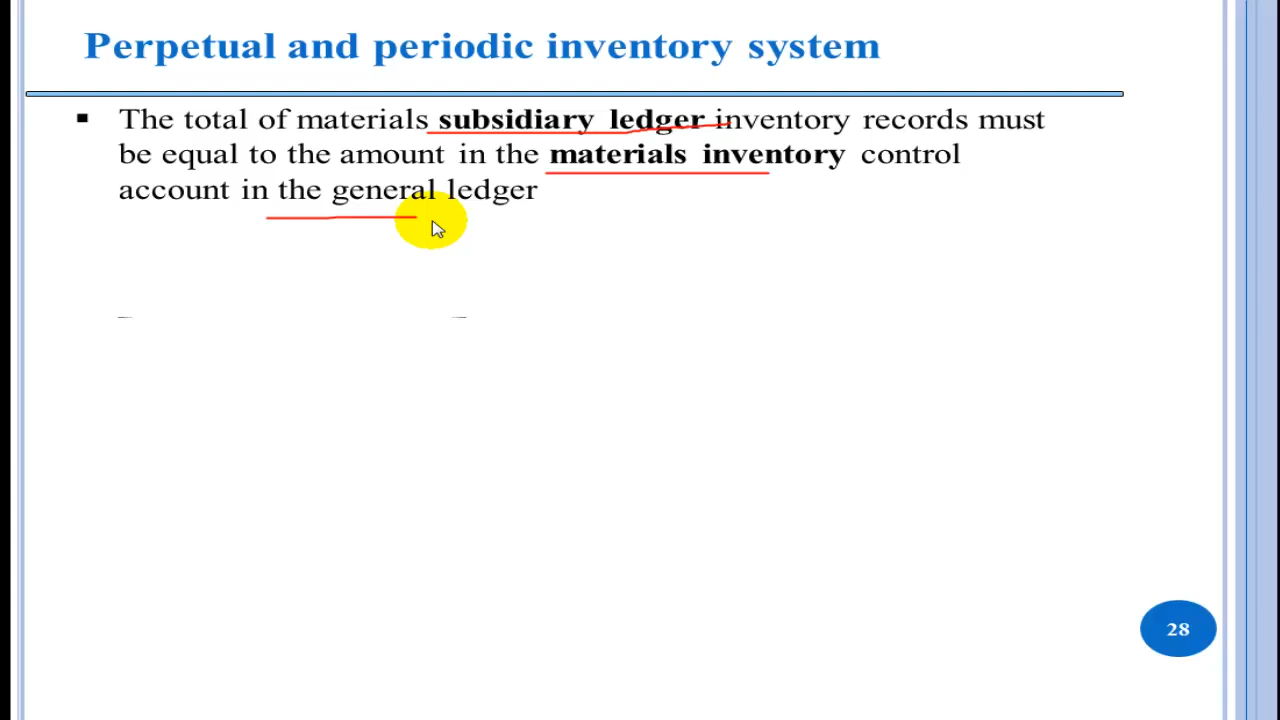 Perpetual and periodic inventory system
▪ The total of materials subsidiary ledger inventory records must
be equal to the amount in the materials inventory control
account in the general ledger
28